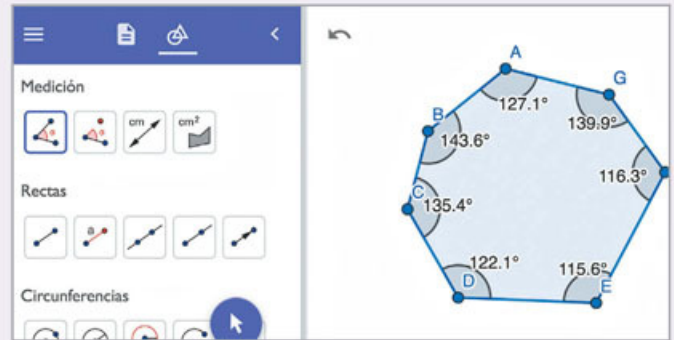 Medición
cm
cm²
Rectas
a
Circunferencias
A
G
127.1°
139.9°
B
143.6°
116.3°
C
135.4°
122.1°
115.6°
D
E